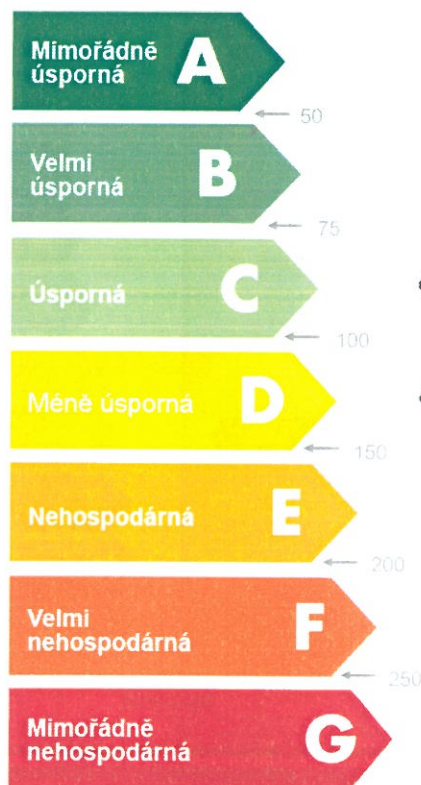 Mimořádně
úsporná
A
← 50
Velmi
úsporná
B
← 75
Úsporná
C
← 100
Méně úsporná
D
← 150
Nehospodárná
E
← 200
Velmi
nehospodárná
F
← 250
Mimořádně
nehospodárná
G